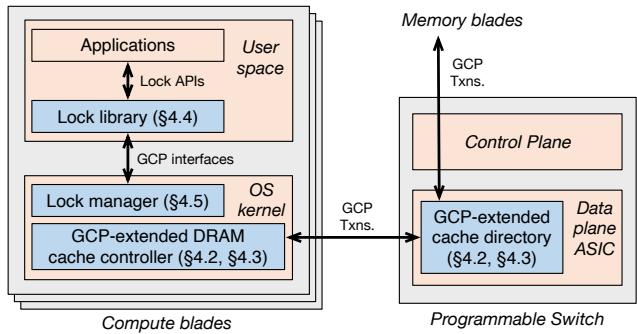 Applications
User
space
Lock APIs
Lock library (§4.4)
GCP interfaces
Lock manager (§4.5)
OS
kernel
GCP-extended DRAM
cache controller (§4.2, §4.3)
Compute blades
GCP
Txns.
Memory blades
GCP
Txns.
Control Plane
GCP-extended
cache directory
(§4.2, §4.3)
Data
plane
ASIC
Programmable Switch